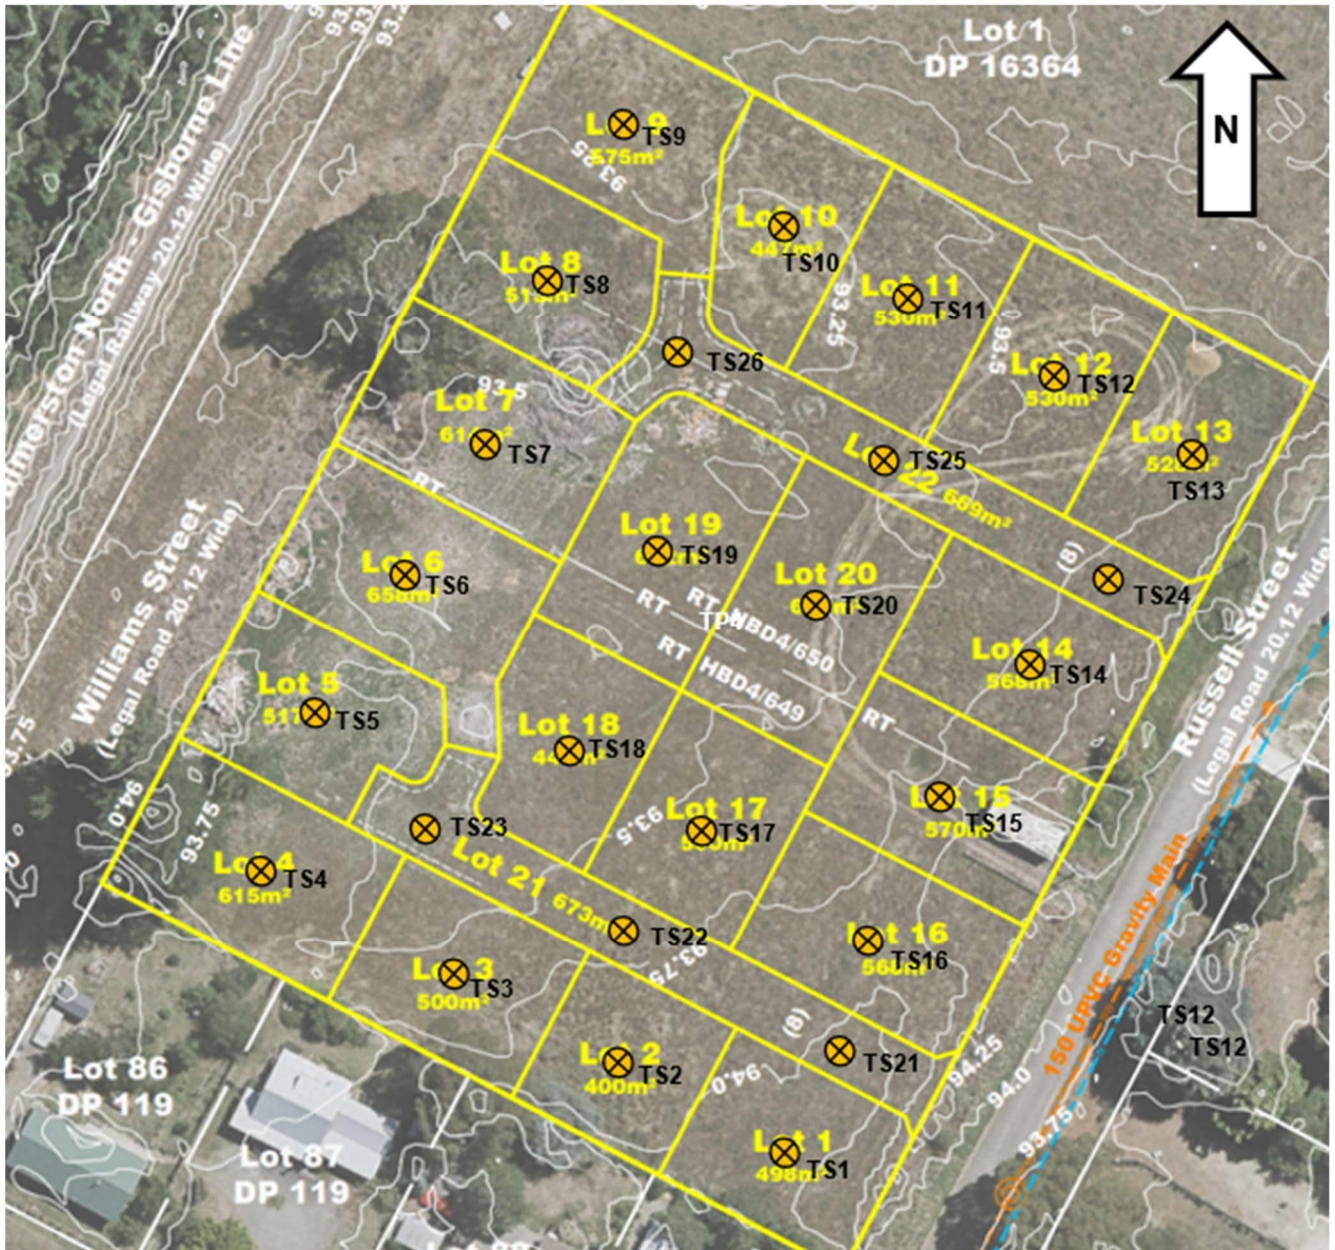 Lot 1
DP 16364
N
93.
93.
93.
Palmerston North - Gisborne Line
(Legal Railway 20.12 Wide)
Lot 9
TS9
575m²
93.25
Lot 10
TS10
Lot 8
TS8
Lot 11
530m²
TS11
93.25
93.5
Lot 12
TS12
530m²
TS26
93.5
Lot 7
TS7
Lot 13
TS13
Lot 22 669m²
TS25
RT
Lot 19
TS19
Williams Street
(Legal Road 20.12 Wide)
Lot 6
TS6
Lot 20
TS20
(8)
TS24
RT
RT HBD4/650
RT HBD4/649
RT
Lot 14
568m²
TS14
Russell Street
(Legal Road 20.12 Wide)
Lot 5
TS5
Lot 18
TS18
93.75
94.0
93.75
Lot 15
570m²
TS15
Lot 17
TS17
93.5
TS23
Lot 21 673m²
Lot 4
615m²
TS4
TS22
93.75
Lot 16
TS16
Lot 3
500m²
TS3
150 UPVC Gravity Main
TS12
TS12
(8)
TS21
94.0
94.25
94.0
93.75
Lot 2
400m²
TS2
Lot 86
DP 119
Lot 1
498m²
TS1
Lot 87
DP 119